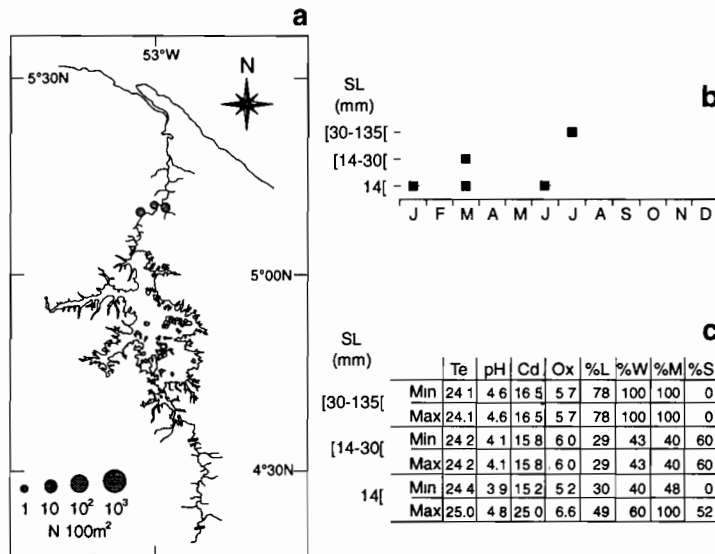 a
53°W
5°30N
N
5°00N
4°30N
1 10 10² 10³
N 100m²
b
SL
(mm)
[30-135[
[14-30[
14[
J F M A M J J A S O N D
c
SL
(mm)
Te pH Cd Ox %L %W %M %S
[30-135[ Min 24 1 4 6 16 5 5 7 78 100 100 0
Max 24.1 4.6 16.5 5.7 78 100 100 0
[14-30[ Min 24.2 4.1 15.8 6 0 29 43 40 60
Max 24.2 4.1 15 8 6 0 29 43 40 60
14[ Min 24.4 3 9 15 2 5 2 30 40 48 0
Max 25.0 4 8 25 0 6.6 49 60 100 52